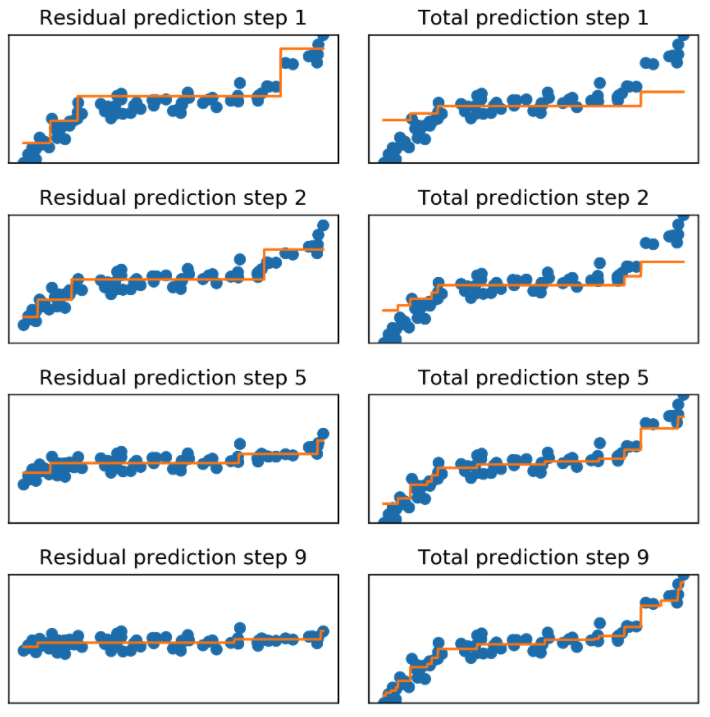 Residual prediction step 1
Total prediction step 1
Residual prediction step 2
Total prediction step 2
Residual prediction step 5
Total prediction step 5
Residual prediction step 9
Total prediction step 9